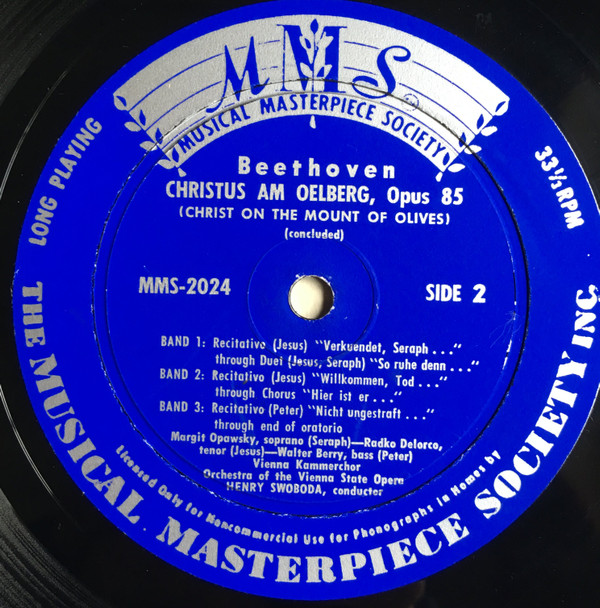 MMS
MUSICAL MASTERPIECE SOCIETY
LONG PLAYING
33 1/3 RPM
Beethoven
CHRISTUS AM OELBERG, Opus 85
(CHRIST ON THE MOUNT OF OLIVES)
(concluded)
MMS-2024
SIDE 2
BAND 1: Recitativo (Jesus) "Verkuendet, Seraph . . ."
through Duei (Jesus, Seraph) "So ruhe denn . . ."
BAND 2: Recitativo (Jesus) "Willkommen, Tod . . ."
through Chorus "Hier ist er . . ."
BAND 3: Recitativo (Peter) "Nicht ungestraft . . ."
through end of oratorio
Margit Opawsky, soprano (Seraph)—Radko Delorco,
tenor (Jesus)—Walter Berry, bass (Peter)
Vienna Kammerchor
Orchestra of the Vienna State Opera
HENRY SWOBODA, conductor
Licensed Only for Noncommercial Use for Phonographs in Homes by
THE MUSICAL MASTERPIECE SOCIETY INC.